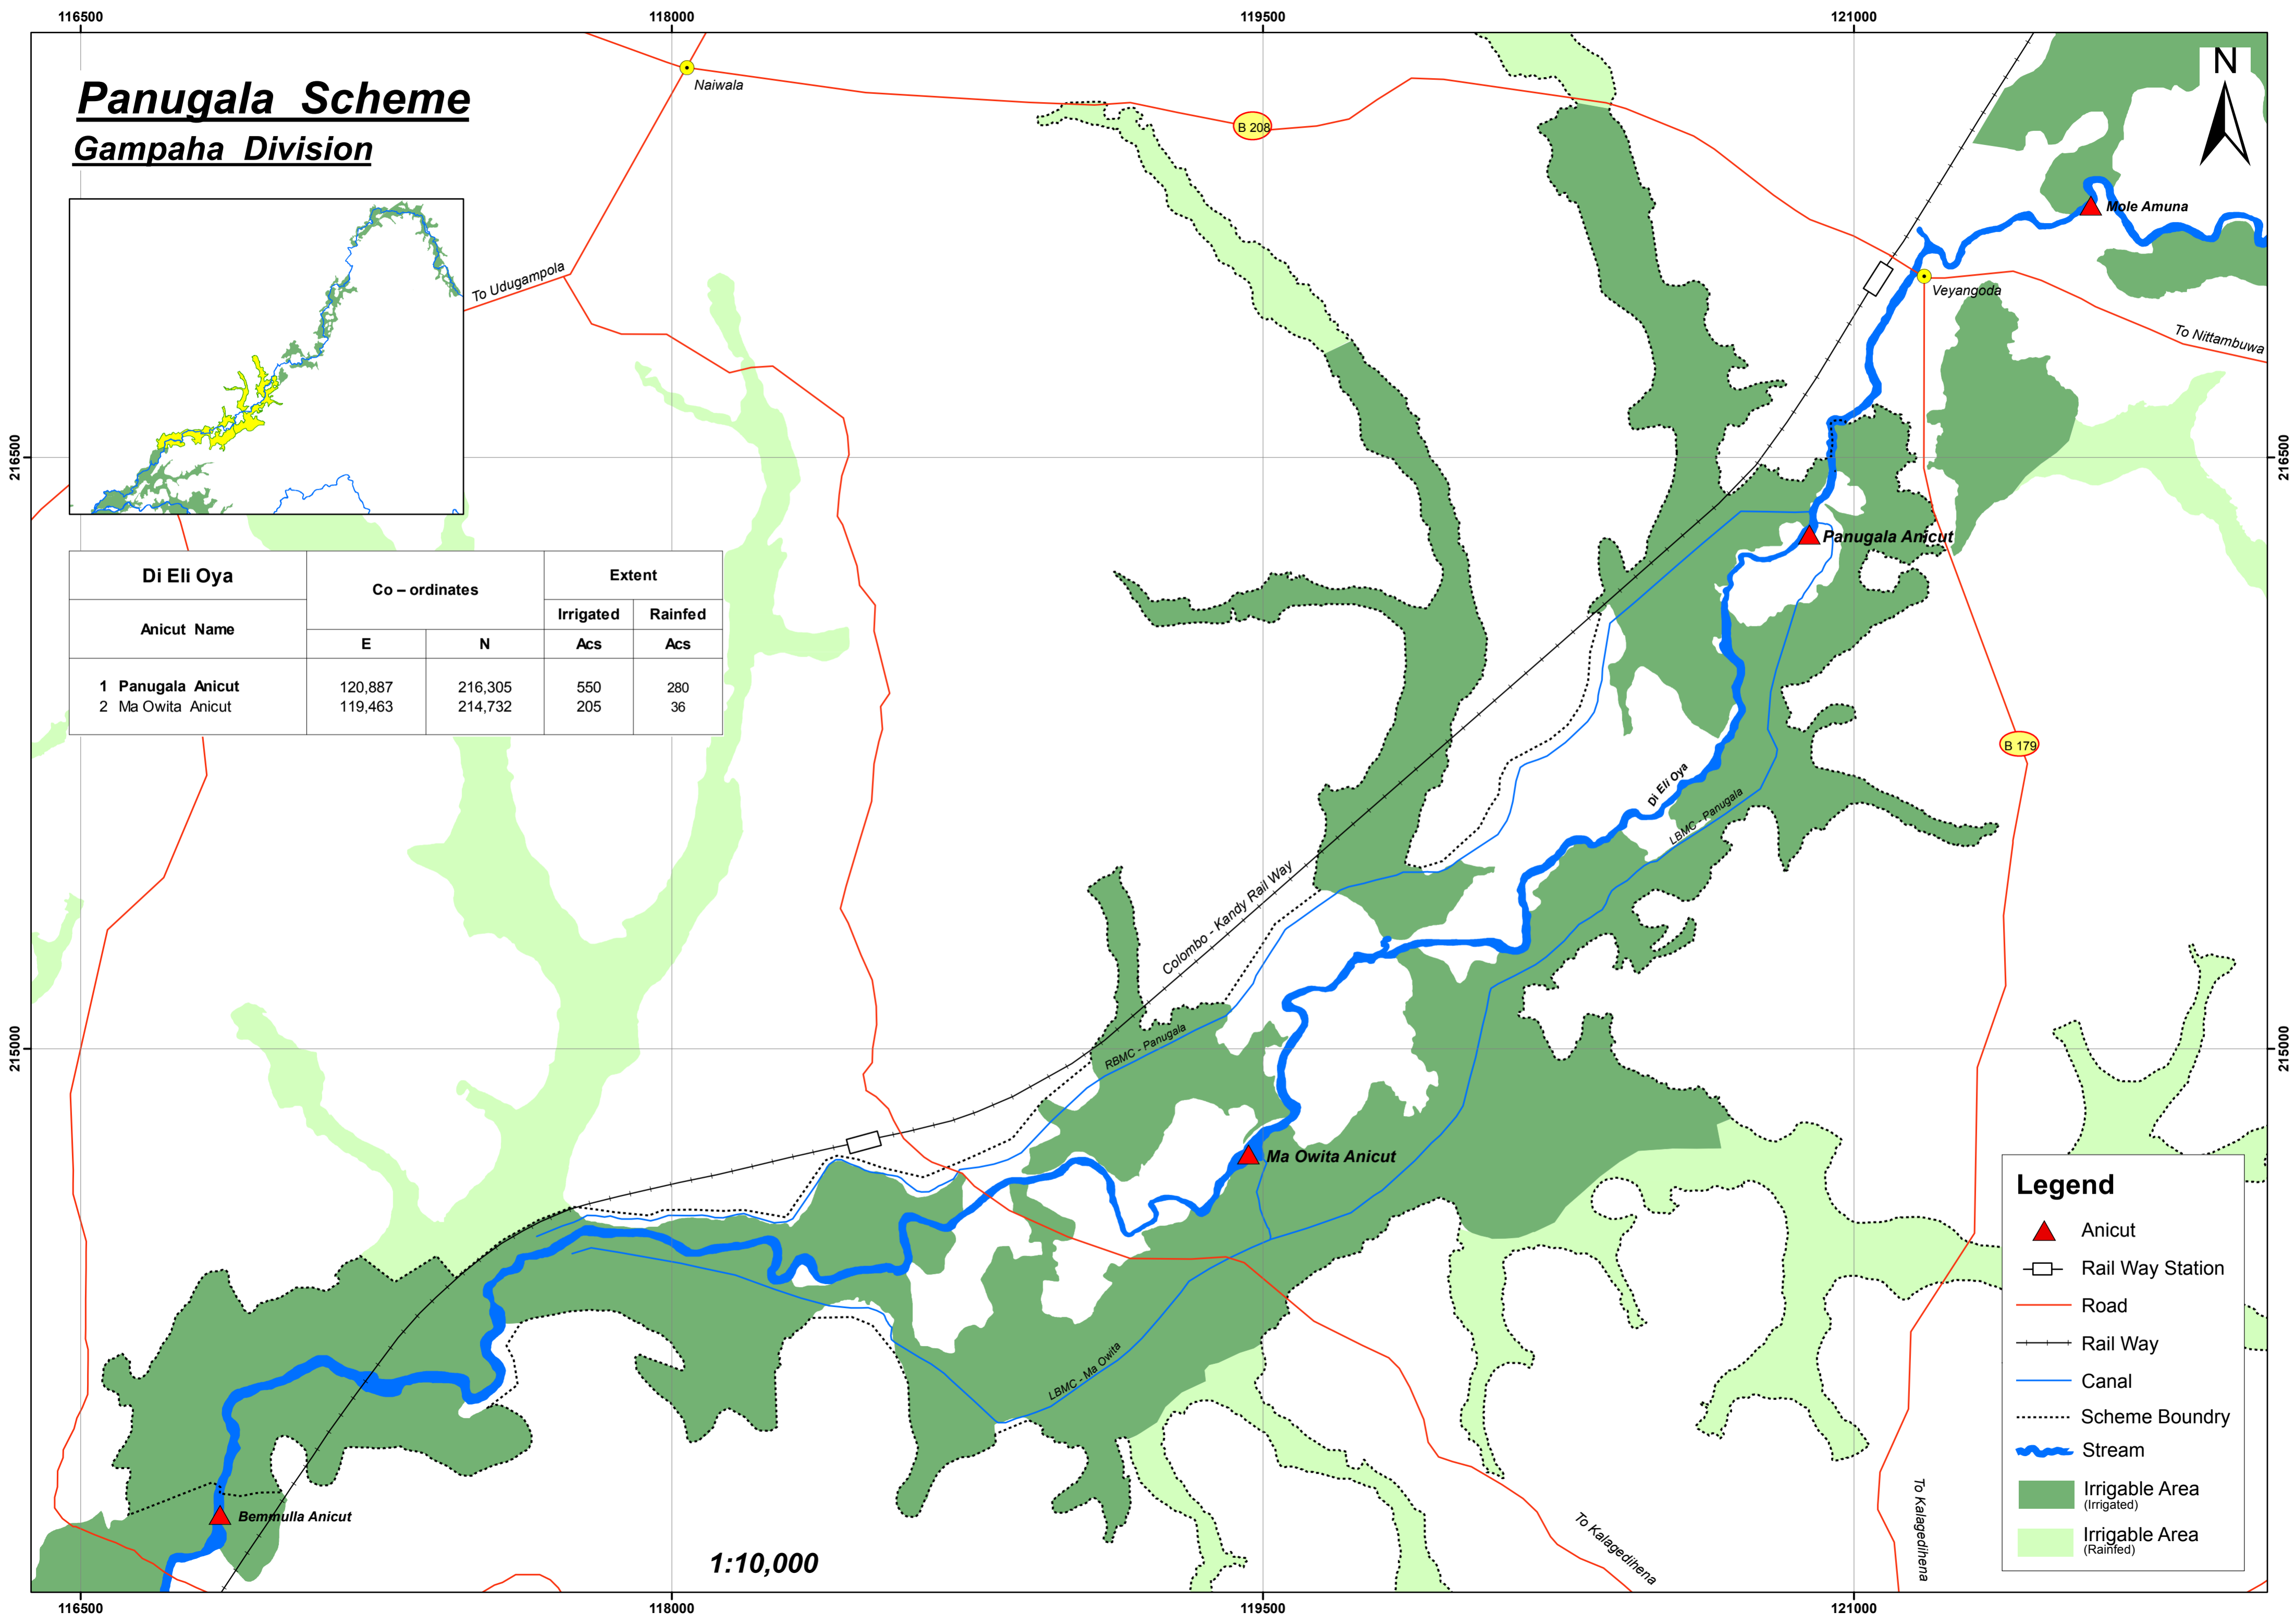 116500 118000 119500 121000
Panugala Scheme
Gampaha Division
Naiwala
B 208
N
Mole Amuna
To Udugampola
Veyangoda
To Nittambuwa
216500 216500
Panugala Anicut
Di Eli Oya Co – ordinates Extent
Anicut Name Irrigated Rainfed
E N Acs Acs
1 Panugala Anicut 120,887 216,305 550 280
2 Ma Owita Anicut 119,463 214,732 205 36
B 179
Di Eli Oya
LBMC - Panugala
Colombo - Kandy Rail Way
RBMC - Panugala
215000 215000
Ma Owita Anicut
LBMC - Ma Owita
Bemmulla Anicut
1:10,000
To Kalagedihena
To Kalagedihena
Legend
Anicut
Rail Way Station
Road
Rail Way
Canal
Scheme Boundry
Stream
Irrigable Area
(Irrigated)
Irrigable Area
(Rainfed)
116500 118000 119500 121000